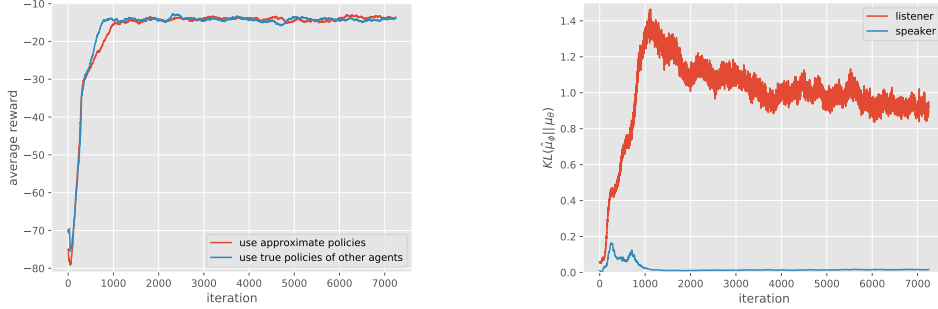 average reward
−10
−20
−30
−40
−50
−60
−70
−80
0 1000 2000 3000 4000 5000 6000 7000
iteration
use approximate policies
use true policies of other agents
KL(μ̂ϕ||μθ)
1.4
1.2
1.0
0.8
0.6
0.4
0.2
0.0
0 1000 2000 3000 4000 5000 6000 7000
iteration
listener
speaker